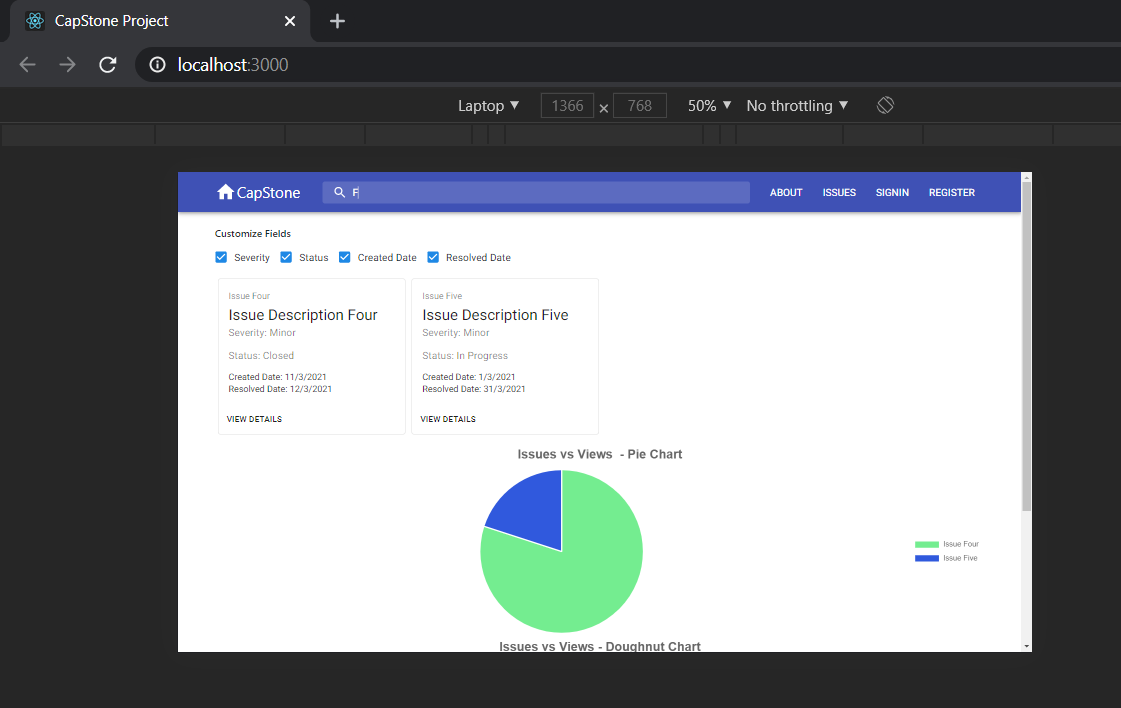 CapStone Project
localhost:3000
Laptop ▼ 1366 × 768 50% ▼ No throttling ▼
CapStone F ABOUT ISSUES SIGNIN REGISTER
Customize Fields
Severity Status Created Date Resolved Date
Issue Four
Issue Description Four
Severity: Minor
Status: Closed
Created Date: 11/3/2021
Resolved Date: 12/3/2021
VIEW DETAILS
Issue Five
Issue Description Five
Severity: Minor
Status: In Progress
Created Date: 1/3/2021
Resolved Date: 31/3/2021
VIEW DETAILS
Issues vs Views - Pie Chart
Issue Four
Issue Five
Issues vs Views - Doughnut Chart